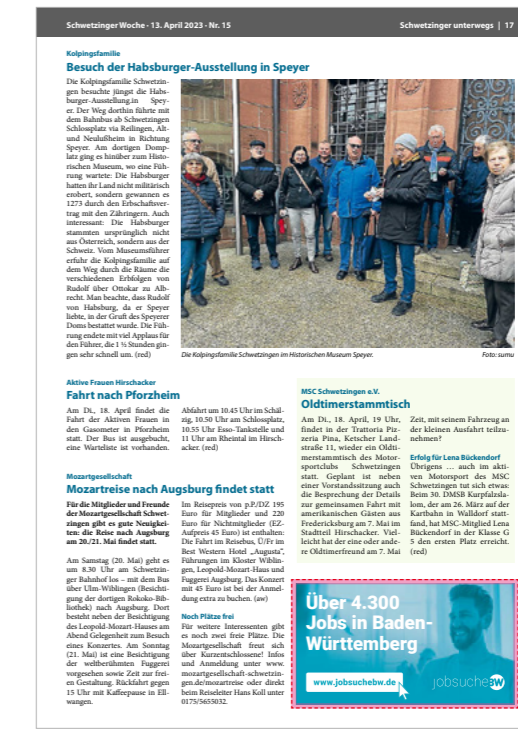 Schwetzinger Woche · 13. April 2023 · Nr. 15
Schwetzinger unterwegs | 17
Kolpingsfamilie
Besuch der Habsburger-Ausstellung in Speyer
Die Kolpingsfamilie Schwetzin-
gen besuchte jüngst die Habs-
burger-Ausstellung.in Spey-
er. Der Weg dorthin führte mit
dem Bahnbus ab Schwetzingen
Schlossplatz via Reilingen, Alt-
und Neulußheim in Richtung
Speyer. Am dortigen Domp-
latz ging es hinüber zum Histo-
rischen Museum, wo eine Füh-
rung wartete: Die Habsburger
hatten ihr Land nicht militärisch
erobert, sondern gewannen es
1273 durch den Erbschaftsver-
trag mit den Zähringern. Auch
interessant: Die Habsburger
stammten ursprünglich nicht
aus Österreich, sondern aus der
Schweiz. Vom Museumsführer
erfuhr die Kolpingsfamilie auf
dem Weg durch die Räume die
verschiedenen Erbfolgen von
Rudolf über Ottokar zu Alb-
recht. Man beachte, dass Rudolf
von Habsburg, da er Speyer
liebte, in der Gruft des Speyerer
Doms bestattet wurde. Die Füh-
rung endete mit viel Applaus für
den Führer, die 1 ½ Stunden gin-
gen sehr schnell um. (red)
Die Kolpingsfamilie Schwetzingen im Historischen Museum Speyer.
Foto: sumu
Aktive Frauen Hirschacker
Fahrt nach Pforzheim
Am Di., 18. April findet die
Fahrt der Aktiven Frauen in
den Gasometer in Pforzheim
statt. Der Bus ist ausgebucht,
eine Warteliste ist vorhanden.
Abfahrt um 10.45 Uhr im Schäl-
zig, 10.50 Uhr am Schlossplatz,
10.55 Uhr Esso-Tankstelle und
11 Uhr am Rheintal im Hirsch-
acker. (red)
Mozartgesellschaft
Mozartreise nach Augsburg findet statt
Für die Mitglieder und Freunde
der Mozartgesellschaft Schwet-
zingen gibt es gute Neuigkei-
ten: die Reise nach Augsburg
am 20./21. Mai findet statt.
Am Samstag (20. Mai) geht es
um 8.30 Uhr am Schwetzin-
ger Bahnhof los – mit dem Bus
über Ulm-Wiblingen (Besichti-
gung der dortigen Rokoko-Bib-
liothek) nach Augsburg. Dort
besteht neben der Besichtigung
des Leopold-Mozart-Hauses am
Abend Gelegenheit zum Besuch
eines Konzertes. Am Sonntag
(21. Mai) ist eine Besichtigung
der weltberühmten Fuggerei
vorgesehen sowie Zeit zur frei-
en Gestaltung. Rückfahrt gegen
15 Uhr mit Kaffeepause in Ell-
wangen.
Im Reisepreis von p.P./DZ 195
Euro für Mitglieder und 220
Euro für Nichtmitglieder (EZ-
Aufpreis 45 Euro) ist enthalten:
Die Fahrt im Reisebus, Ü/Fr im
Best Western Hotel „Augusta“,
Führungen im Kloster Wiblin-
gen, Leopold-Mozart-Haus und
Fuggerei Augsburg. Das Konzert
mit 45 Euro ist bei der Anmel-
dung extra zu buchen. (aw)
Noch Plätze frei
Für weitere Interessenten gibt
es noch zwei freie Plätze. Die
Mozartgesellschaft freut sich
über Kurzentschlossene! Infos
und Anmeldung unter www.
mozartgesellschaft-schwetzin-
gen.de/mozartreise oder direkt
beim Reiseleiter Hans Koll unter
0175/5655032.
MSC Schwetzingen e.V.
Oldtimerstammtisch
Am Di., 18. April, 19 Uhr,
findet in der Trattoria Piz-
zeria Pina, Ketscher Land-
straße 11, wieder ein Oldti-
merstammtisch des Motor-
sportclubs Schwetzingen
statt. Geplant ist neben
einer Vorstandssitzung auch
die Besprechung der Details
zur gemeinsamen Fahrt mit
amerikanischen Gästen aus
Fredericksburg am 7. Mai im
Stadtteil Hirschacker. Viel-
leicht hat der eine oder ande-
re Oldtimerfreund am 7. Mai
Zeit, mit seinem Fahrzeug an
der kleinen Ausfahrt teilzu-
nehmen?
Erfolg für Lena Bückendorf
Übrigens … auch im akti-
ven Motorsport des MSC
Schwetzingen tut sich etwas:
Beim 30. DMSB Kurpfalzsla-
lom, der am 26. März auf der
Kartbahn in Walldorf statt-
fand, hat MSC-Mitglied Lena
Bückendorf in der Klasse G
5 den ersten Platz erreicht.
(red)
Über 4.300
Jobs in Baden-
Württemberg
www.jobsuchebw.de
jobsucheBW